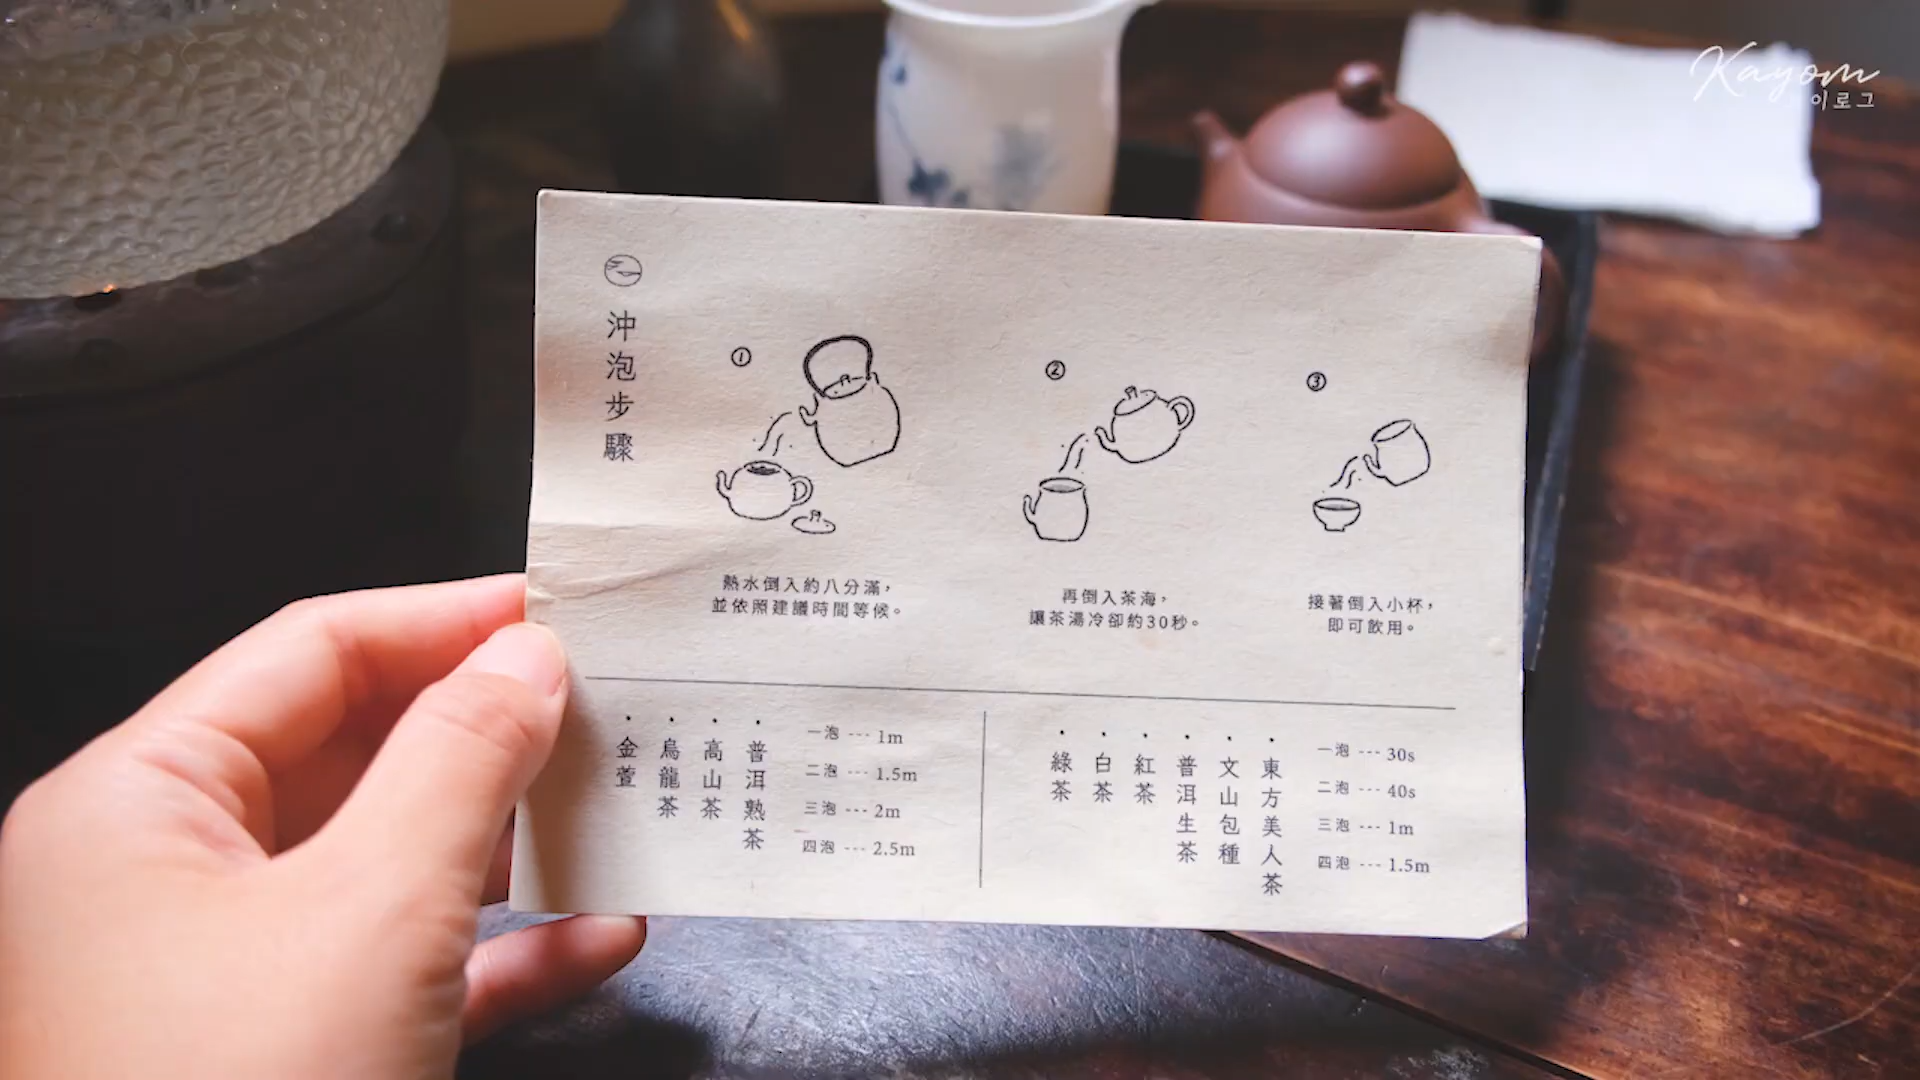 沖泡步驟
①
熱水倒入約八分滿，
並依照建議時間等候。
②
再倒入茶海，
讓茶湯冷卻約30秒。
③
接著倒入小杯，
即可飲用。
・金萱
・烏龍茶
・高山茶
・普洱熟茶
一泡 --- 1m
二泡 --- 1.5m
三泡 --- 2m
四泡 --- 2.5m
・綠茶
・白茶
・紅茶
・普洱生茶
・文山包種
・東方美人茶
一泡 --- 30s
二泡 --- 40s
三泡 --- 1m
四泡 --- 1.5m
Kayom
이로그